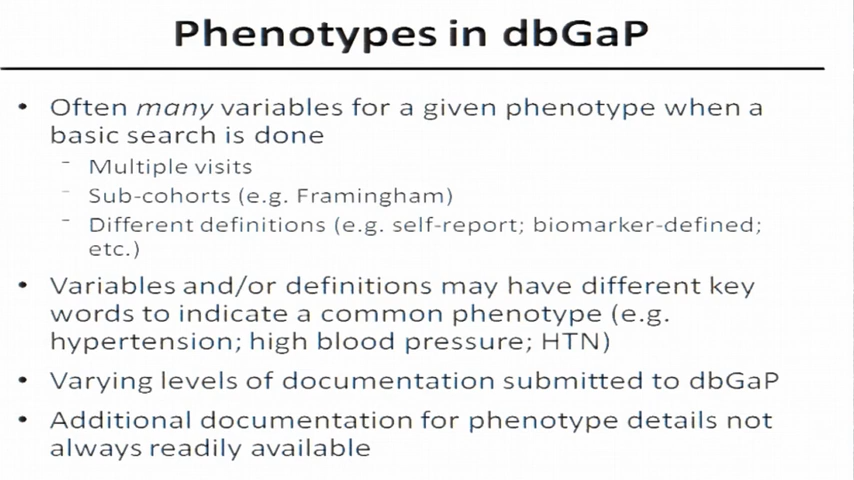 Phenotypes in dbGaP
• Often many variables for a given phenotype when a
basic search is done
- Multiple visits
- Sub-cohorts (e.g. Framingham)
- Different definitions (e.g. self-report; biomarker-defined;
etc.)
• Variables and/or definitions may have different key
words to indicate a common phenotype (e.g.
hypertension; high blood pressure; HTN)
• Varying levels of documentation submitted to dbGaP
• Additional documentation for phenotype details not
always readily available